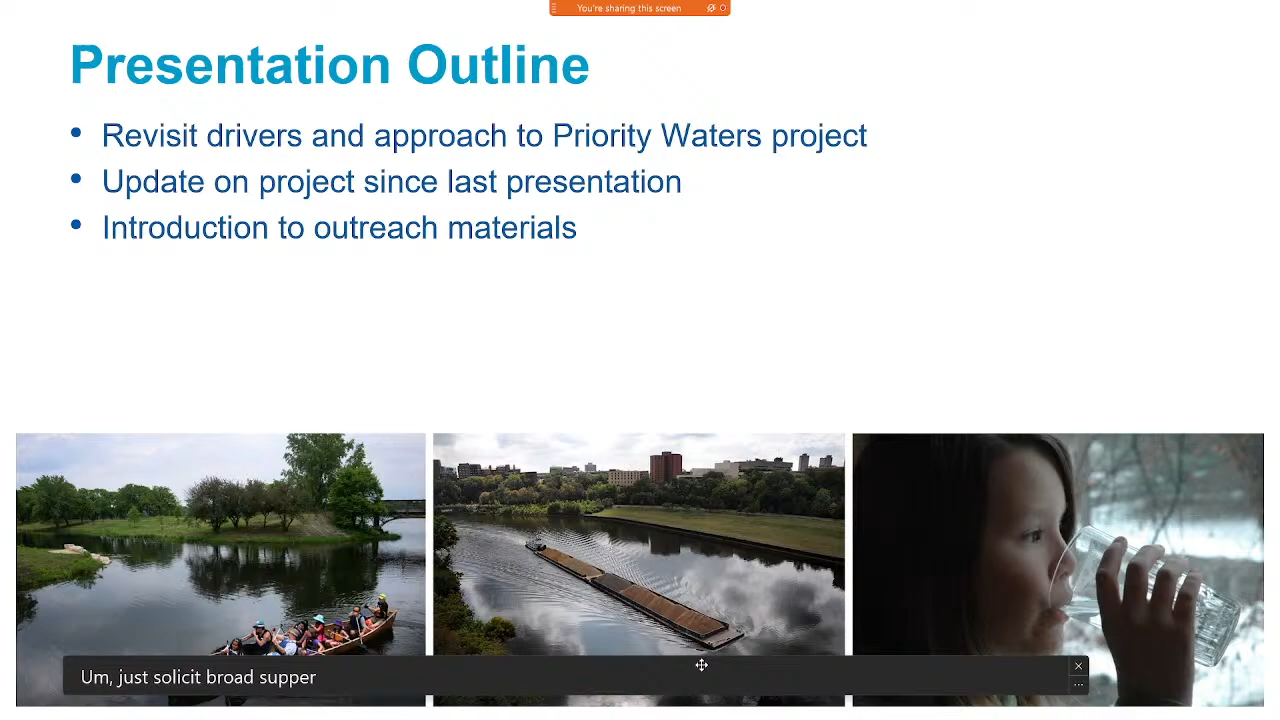 You're sharing this screen
Presentation Outline
• Revisit drivers and approach to Priority Waters project
• Update on project since last presentation
• Introduction to outreach materials
Um, just solicit broad supper